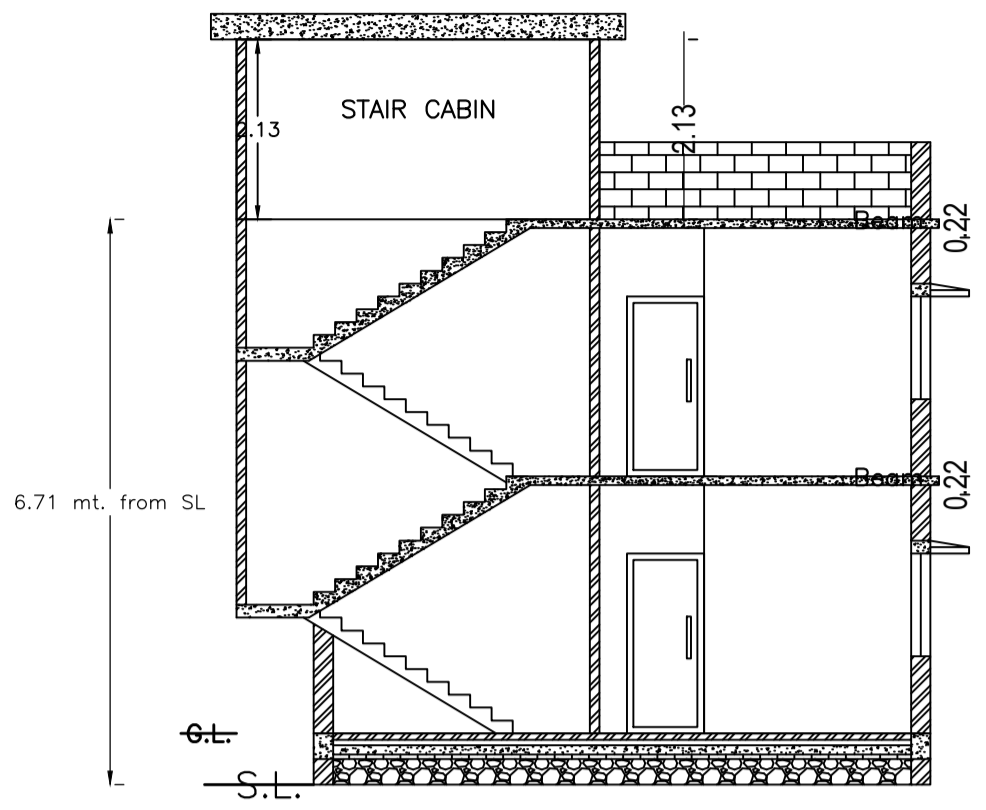 STAIR CABIN
2.13
2.13
Beam
0.22
6.71 mt. from SL
Beam
0.22
G.L.
S.L.